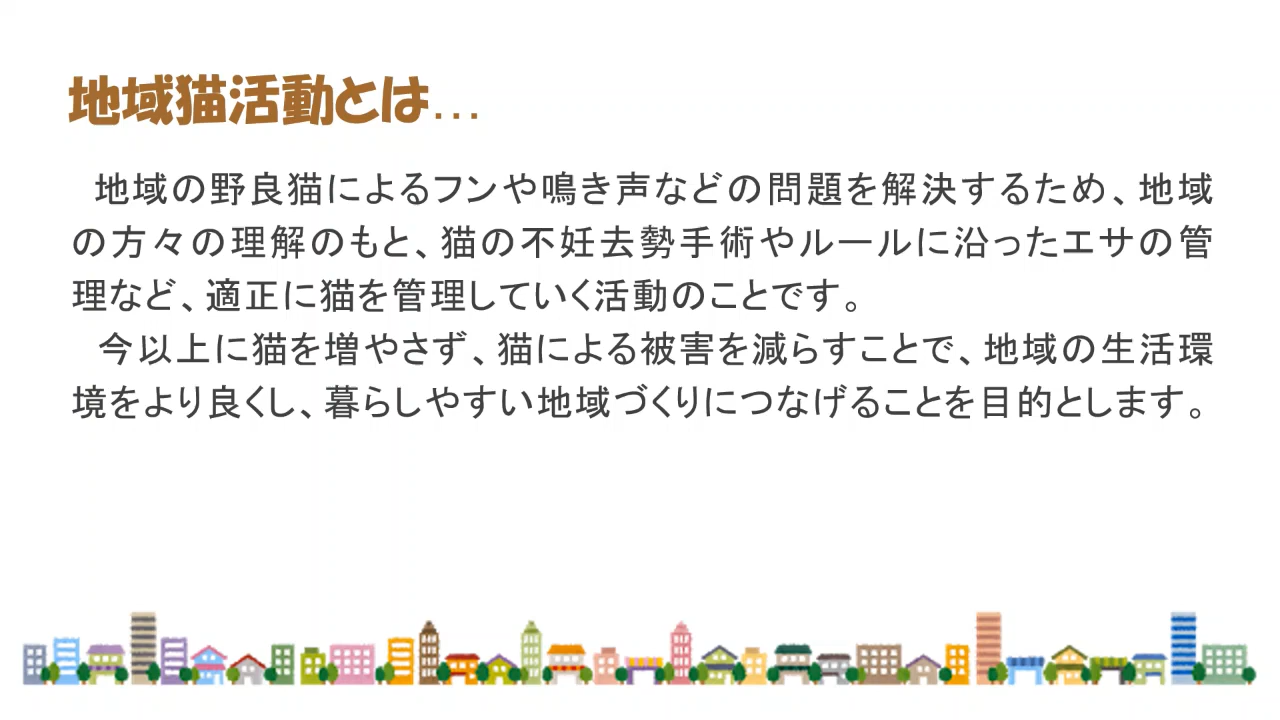 地域猫活動とは…
地域の野良猫によるフンや鳴き声などの問題を解決するため、地域
の方々の理解のもと、猫の不妊去勢手術やルールに沿ったエサの管
理など、適正に猫を管理していく活動のことです。
今以上に猫を増やさず、猫による被害を減らすことで、地域の生活環
境をより良くし、暮らしやすい地域づくりにつなげることを目的とします。